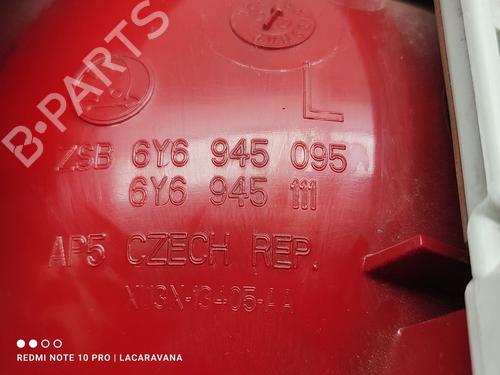 L
ZSB 6Y6 945 095
6Y6 945 111
AP5 CZECH REP.
B-PARTS
REDMI NOTE 10 PRO | LACARAVANA